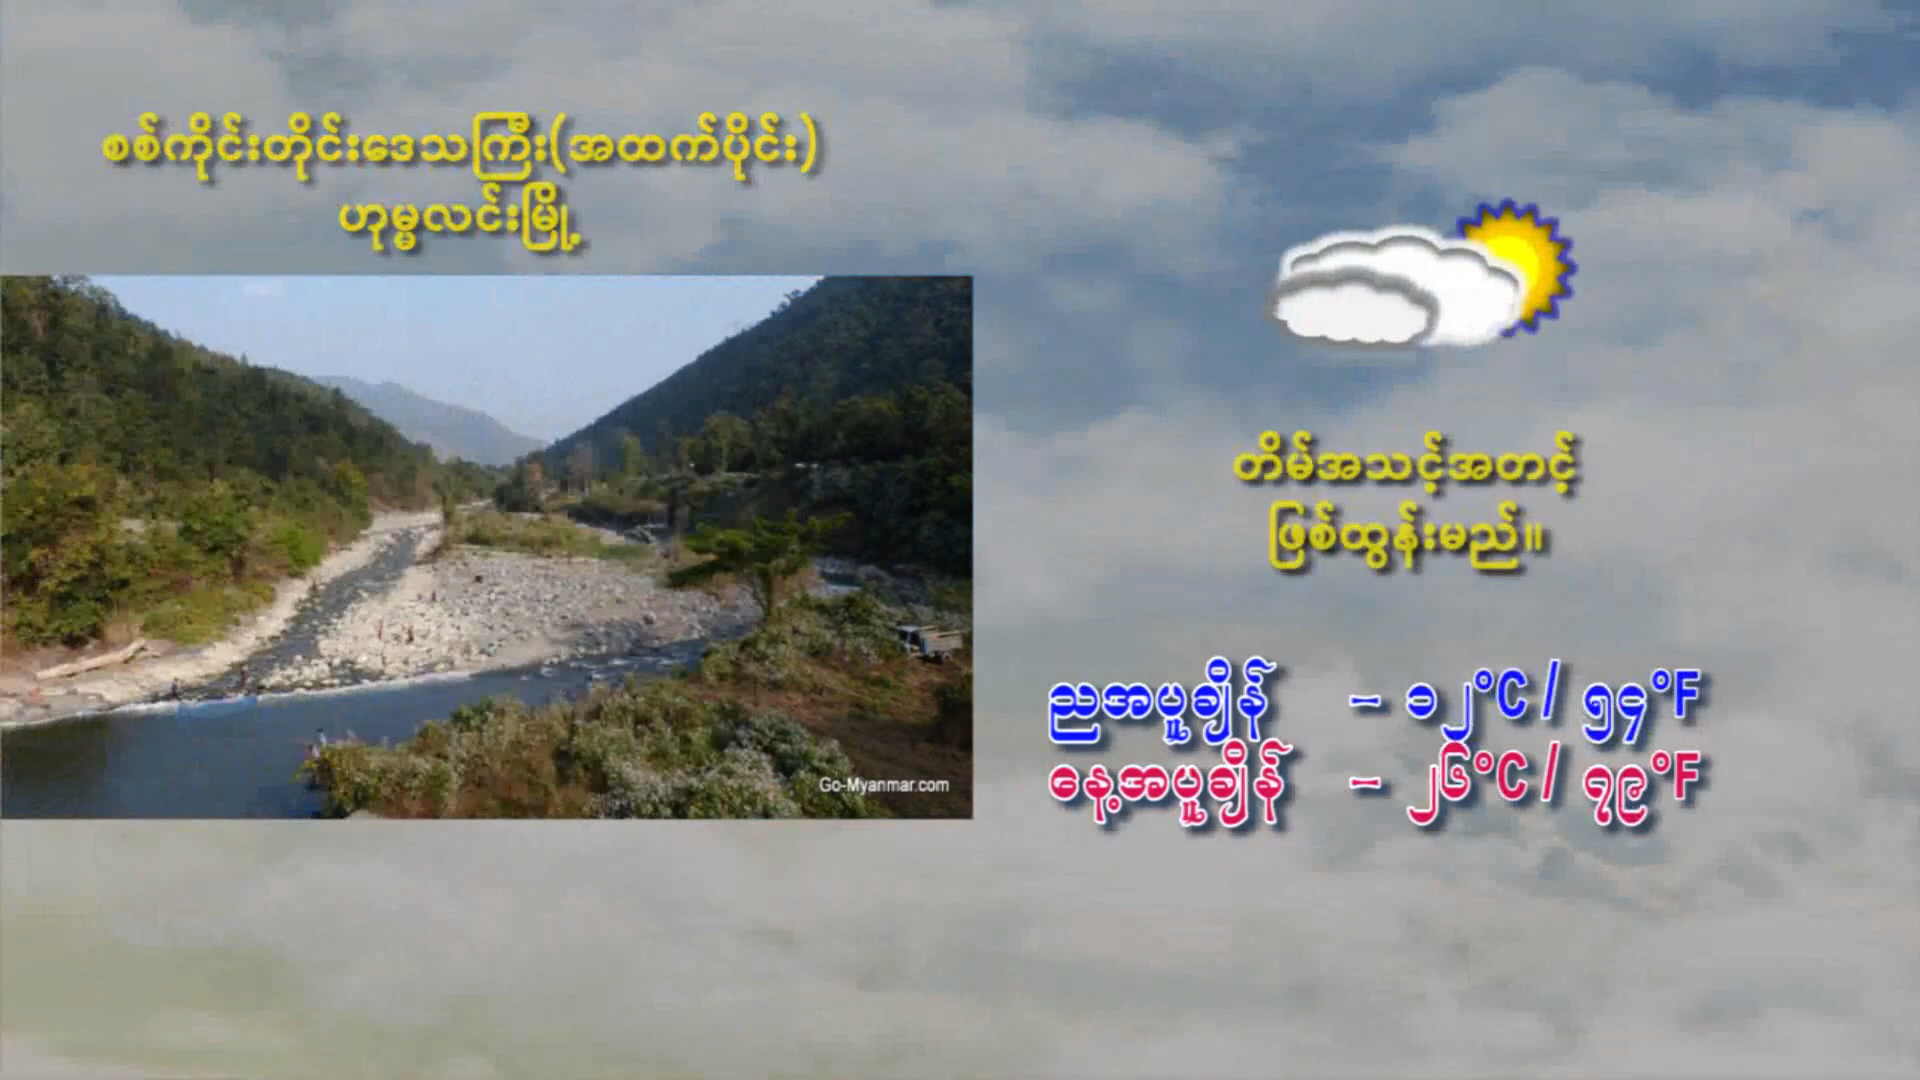 စစ်ကိုင်းတိုင်းဒေသကြီး(အထက်ပိုင်း)
ဟုမ္မလင်းမြို့
Go-Myanmar.com
တိမ်အသင့်အတင့်
ဖြစ်ထွန်းမည်။
ညအပူချိန် - ၁၂°C / ၅၄°F
နေ့အပူချိန် - ၂၆°C / ၇၉°F